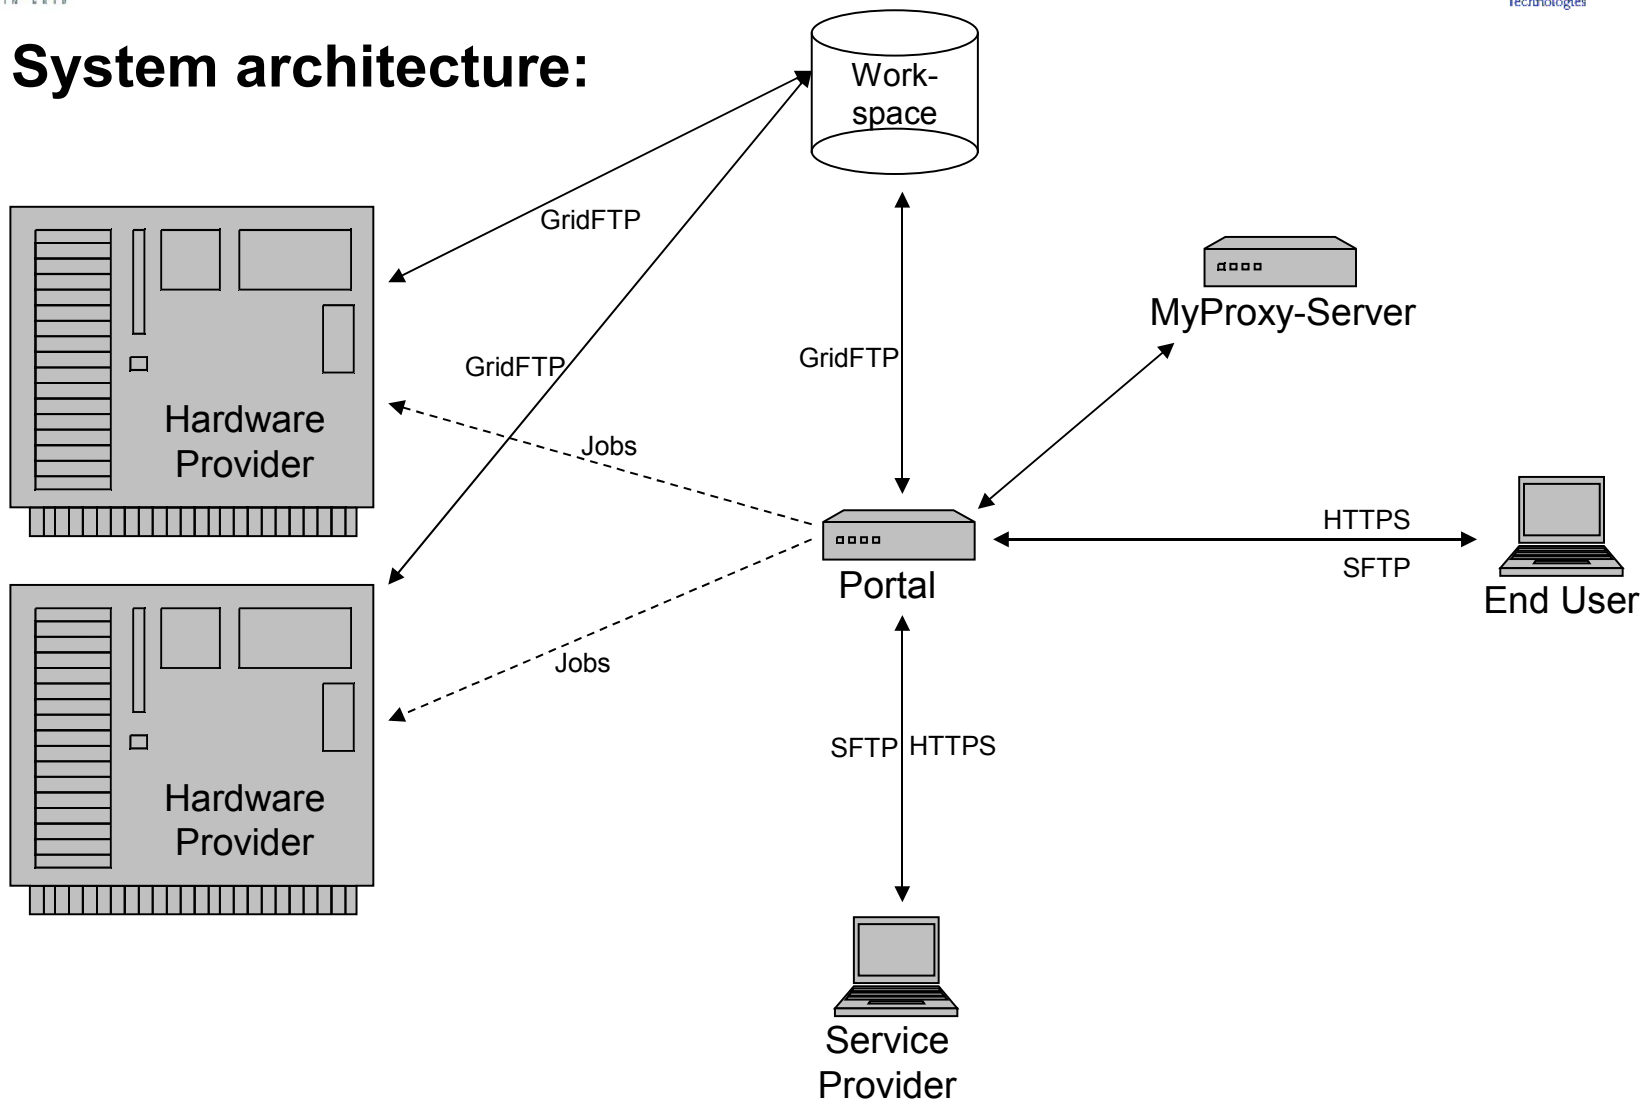 Technologies
System architecture:
Work-
space
GridFTP
MyProxy-Server
GridFTP
GridFTP
Hardware
Provider
Jobs
HTTPS
SFTP
Portal
End User
Jobs
SFTP HTTPS
Hardware
Provider
Service
Provider